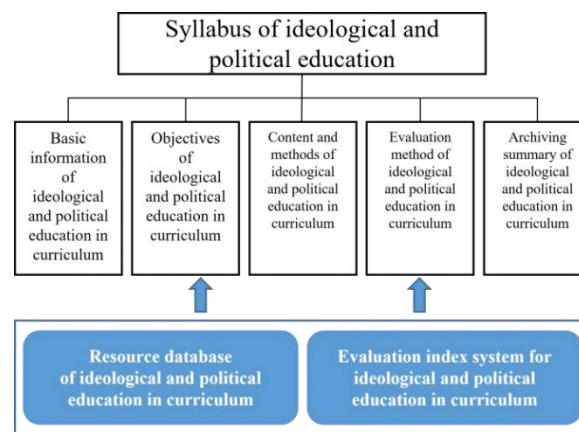 Syllabus of ideological and
political education
Basic
information
of
ideological
and political
education in
curriculum
Objectives
of
ideological
and political
education in
curriculum
Content and
methods of
ideological
and political
education in
curriculum
Evaluation
method of
ideological
and political
education in
curriculum
Archiving
summary of
ideological
and political
education in
curriculum
Resource database
of ideological and political
education in curriculum
Evaluation index system for
ideological and political
education in curriculum